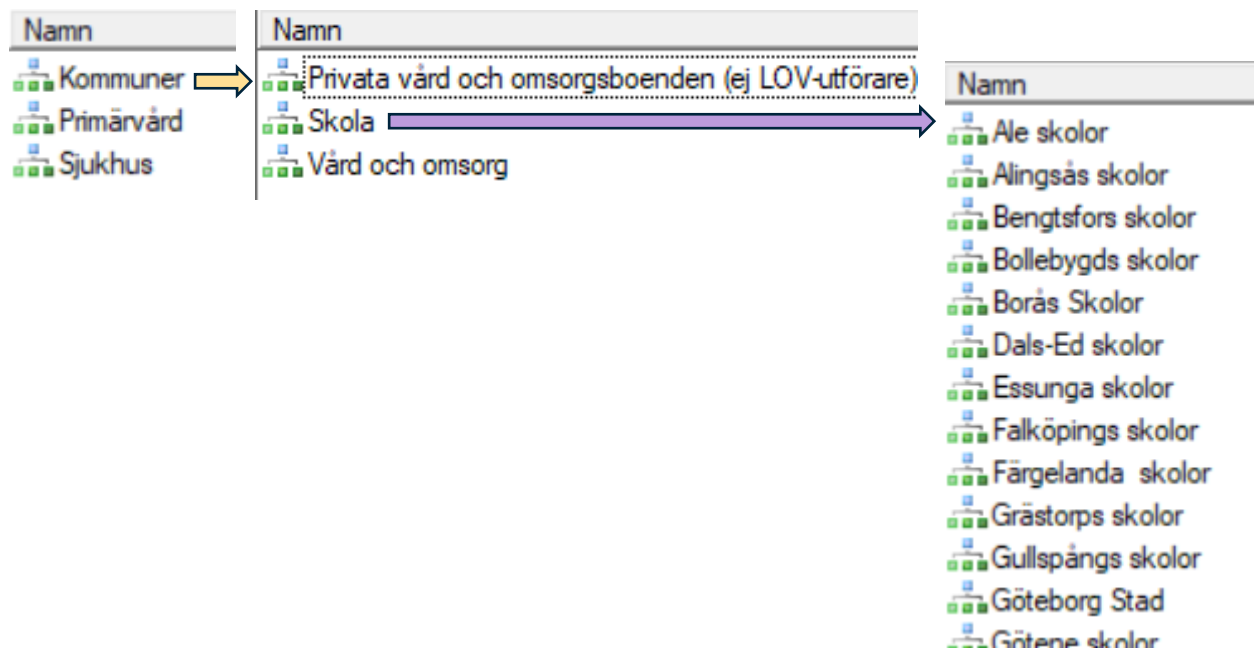 Namn
Kommuner
Primärvård
Sjukhus
Namn
Privata vård och omsorgsboenden (ej LOV-utförare)
Skola
Vård och omsorg
Namn
Ale skolor
Alingsås skolor
Bengtsfors skolor
Bollebygds skolor
Borås Skolor
Dals-Ed skolor
Essunga skolor
Falköpings skolor
Färgelanda  skolor
Grästorps skolor
Gullspångs skolor
Göteborg Stad
Götene skolor